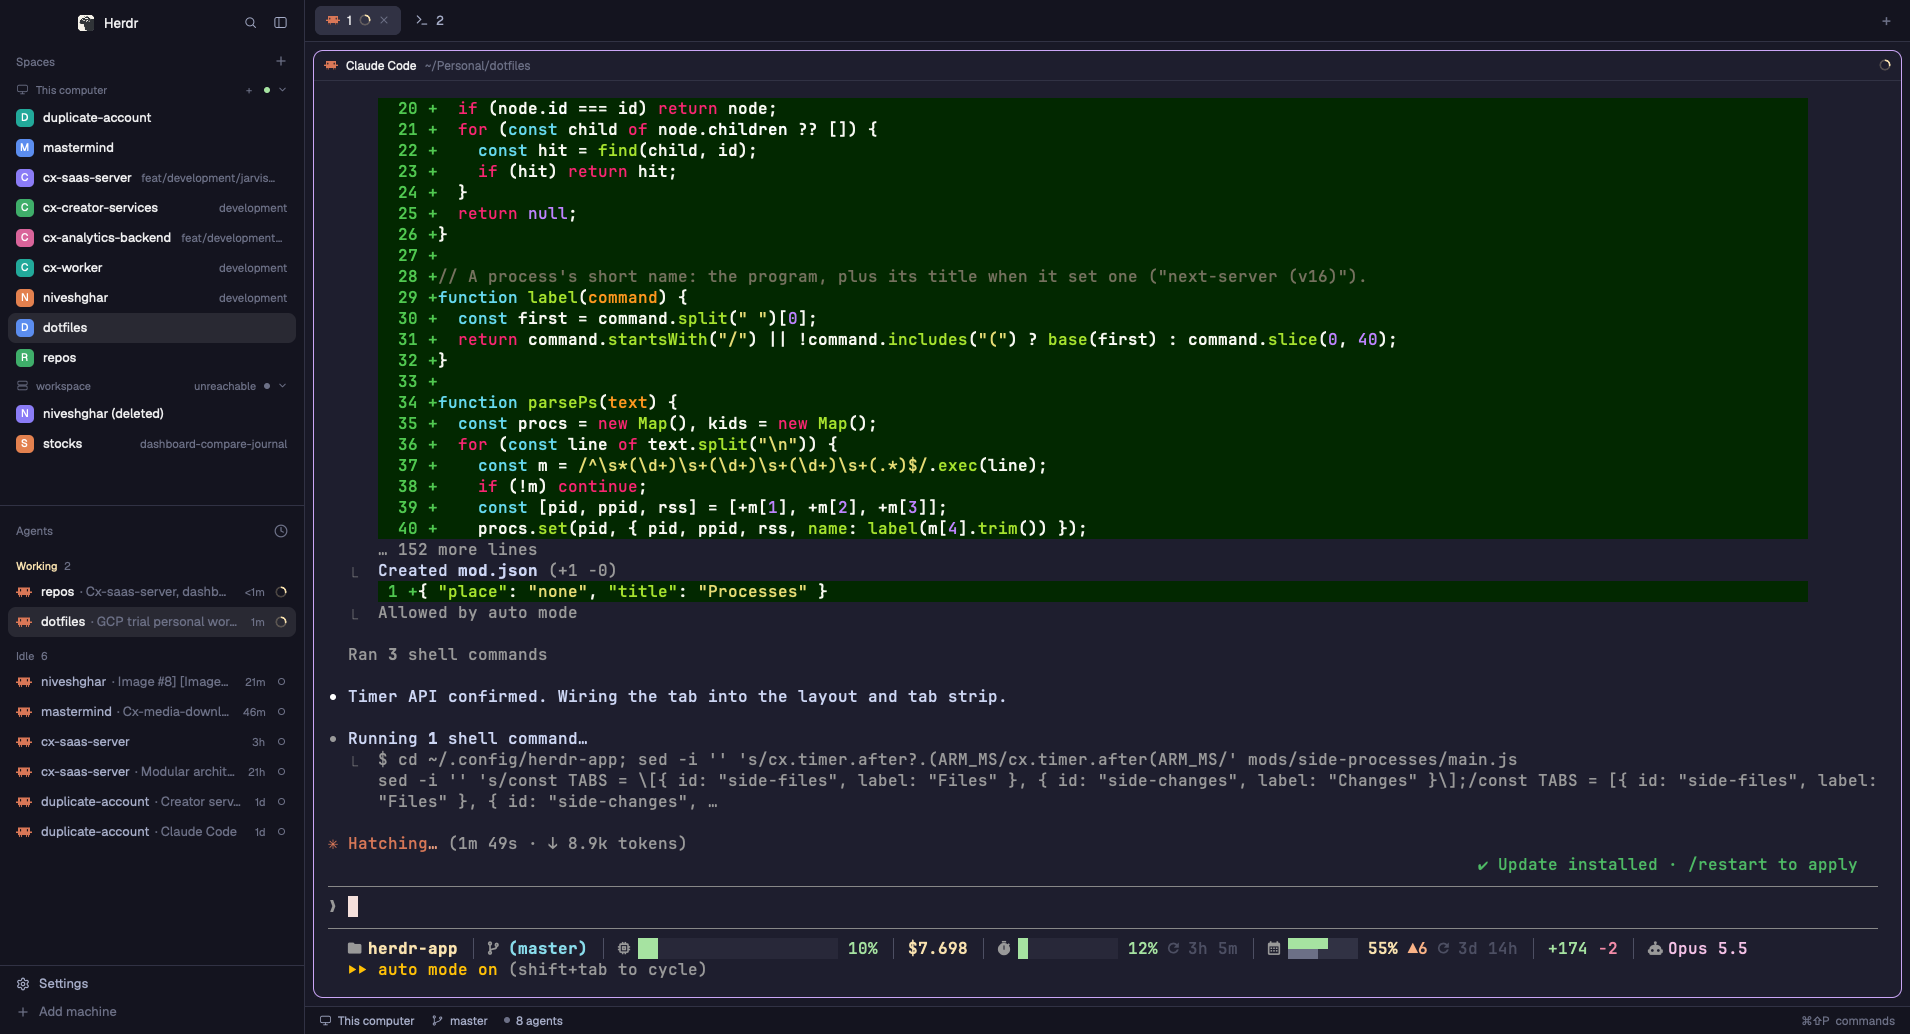 Herdr
Spaces
This computer
D duplicate-account
M mastermind
C cx-saas-server feat/development/jarvis…
C cx-creator-services development
C cx-analytics-backend feat/development…
C cx-worker development
N niveshghar development
D dotfiles
R repos
workspace unreachable
N niveshghar (deleted)
S stocks dashboard-compare-journal
Agents
Working 2
repos · Cx-saas-server, dashb… <1m
dotfiles · GCP trial personal wor… 1m
Idle 6
niveshghar · Image #8] [Image… 21m
mastermind · Cx-media-downl… 46m
cx-saas-server 3h
cx-saas-server · Modular archit… 21h
duplicate-account · Creator serv… 1d
duplicate-account · Claude Code 1d
Settings
+ Add machine
1 ×
>_ 2
+
Claude Code ~/Personal/dotfiles
20 + if (node.id === id) return node;
21 + for (const child of node.children ?? []) {
22 + const hit = find(child, id);
23 + if (hit) return hit;
24 + }
25 + return null;
26 +}
27 +
28 +// A process's short name: the program, plus its title when it set one ("next-server (v16)").
29 +function label(command) {
30 + const first = command.split(" ")[0];
31 + return command.startsWith("/") || !command.includes("(") ? base(first) : command.slice(0, 40);
32 +}
33 +
34 +function parsePs(text) {
35 + const procs = new Map(), kids = new Map();
36 + for (const line of text.split("\n")) {
37 + const m = /^\s*(\d+)\s+(\d+)\s+(\d+)\s+(.*)$/.exec(line);
38 + if (!m) continue;
39 + const [pid, ppid, rss] = [+m[1], +m[2], +m[3]];
40 + procs.set(pid, { pid, ppid, rss, name: label(m[4].trim()) });
… 152 more lines
Created mod.json (+1 -0)
1 +{ "place": "none", "title": "Processes" }
Allowed by auto mode
Ran 3 shell commands
● Timer API confirmed. Wiring the tab into the layout and tab strip.
● Running 1 shell command…
$ cd ~/.config/herdr-app; sed -i '' 's/cx.timer.after?.(ARM_MS/cx.timer.after(ARM_MS/' mods/side-processes/main.js
sed -i '' 's/const TABS = \[{ id: "side-files", label: "Files" }, { id: "side-changes", label: "Changes" }\];/const TABS = [{ id: "side-files", label:
"Files" }, { id: "side-changes", …
✳ Hatching… (1m 49s · ↓ 8.9k tokens)
✔ Update installed · /restart to apply
❯
herdr-app | (master) | 10% | $7.698 | 12% 3h 5m | 55% ▲6 3d 14h | +174 -2 | Opus 5.5
▸▸ auto mode on (shift+tab to cycle)
This computer master 8 agents
⌘⇧P commands